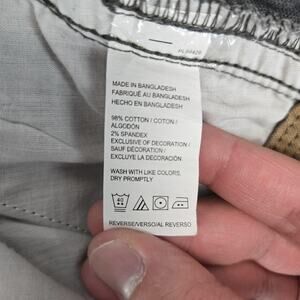 MADE IN BANGLADESH
FABRIQUÉ AU BANGLADESH
HECHO EN BANGLADESH
98% COTTON / COTON /
ALGODÓN
2% SPANDEX
EXCLUSIVE OF DECORATION /
SAUF DÉCORATION /
EXCLUYE LA DECORACIÓN
WASH WITH LIKE COLORS,
DRY PROMPTLY
40
REVERSE/VERSO/AL REVERSO